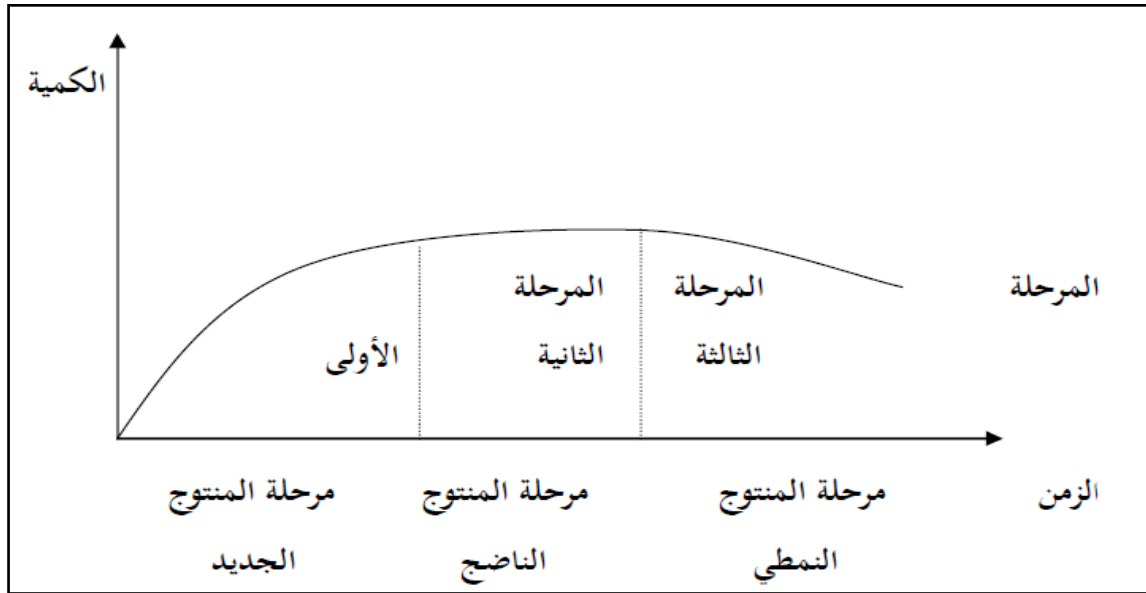 الكمية
المرحلة المرحلة المرحلة
الثالثة الثانية الأولى
الزمن مرحلة المنتوج مرحلة المنتوج مرحلة المنتوج
النمطي الناضج الجديد